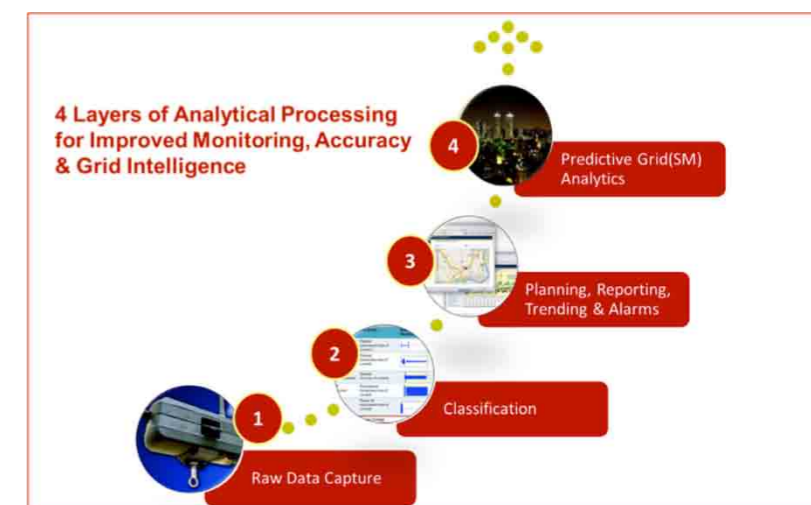 4 Layers of Analytical Processing
for Improved Monitoring, Accuracy
& Grid Intelligence
4
Predictive Grid(SM)
Analytics
3
Planning, Reporting,
Trending & Alarms
2
Classification
1
Raw Data Capture